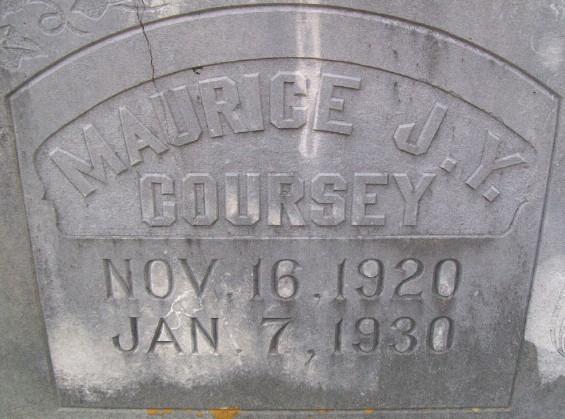 MAURICE J. Y.
COURSEY
NOV. 16. 1920
JAN. 7, 1930